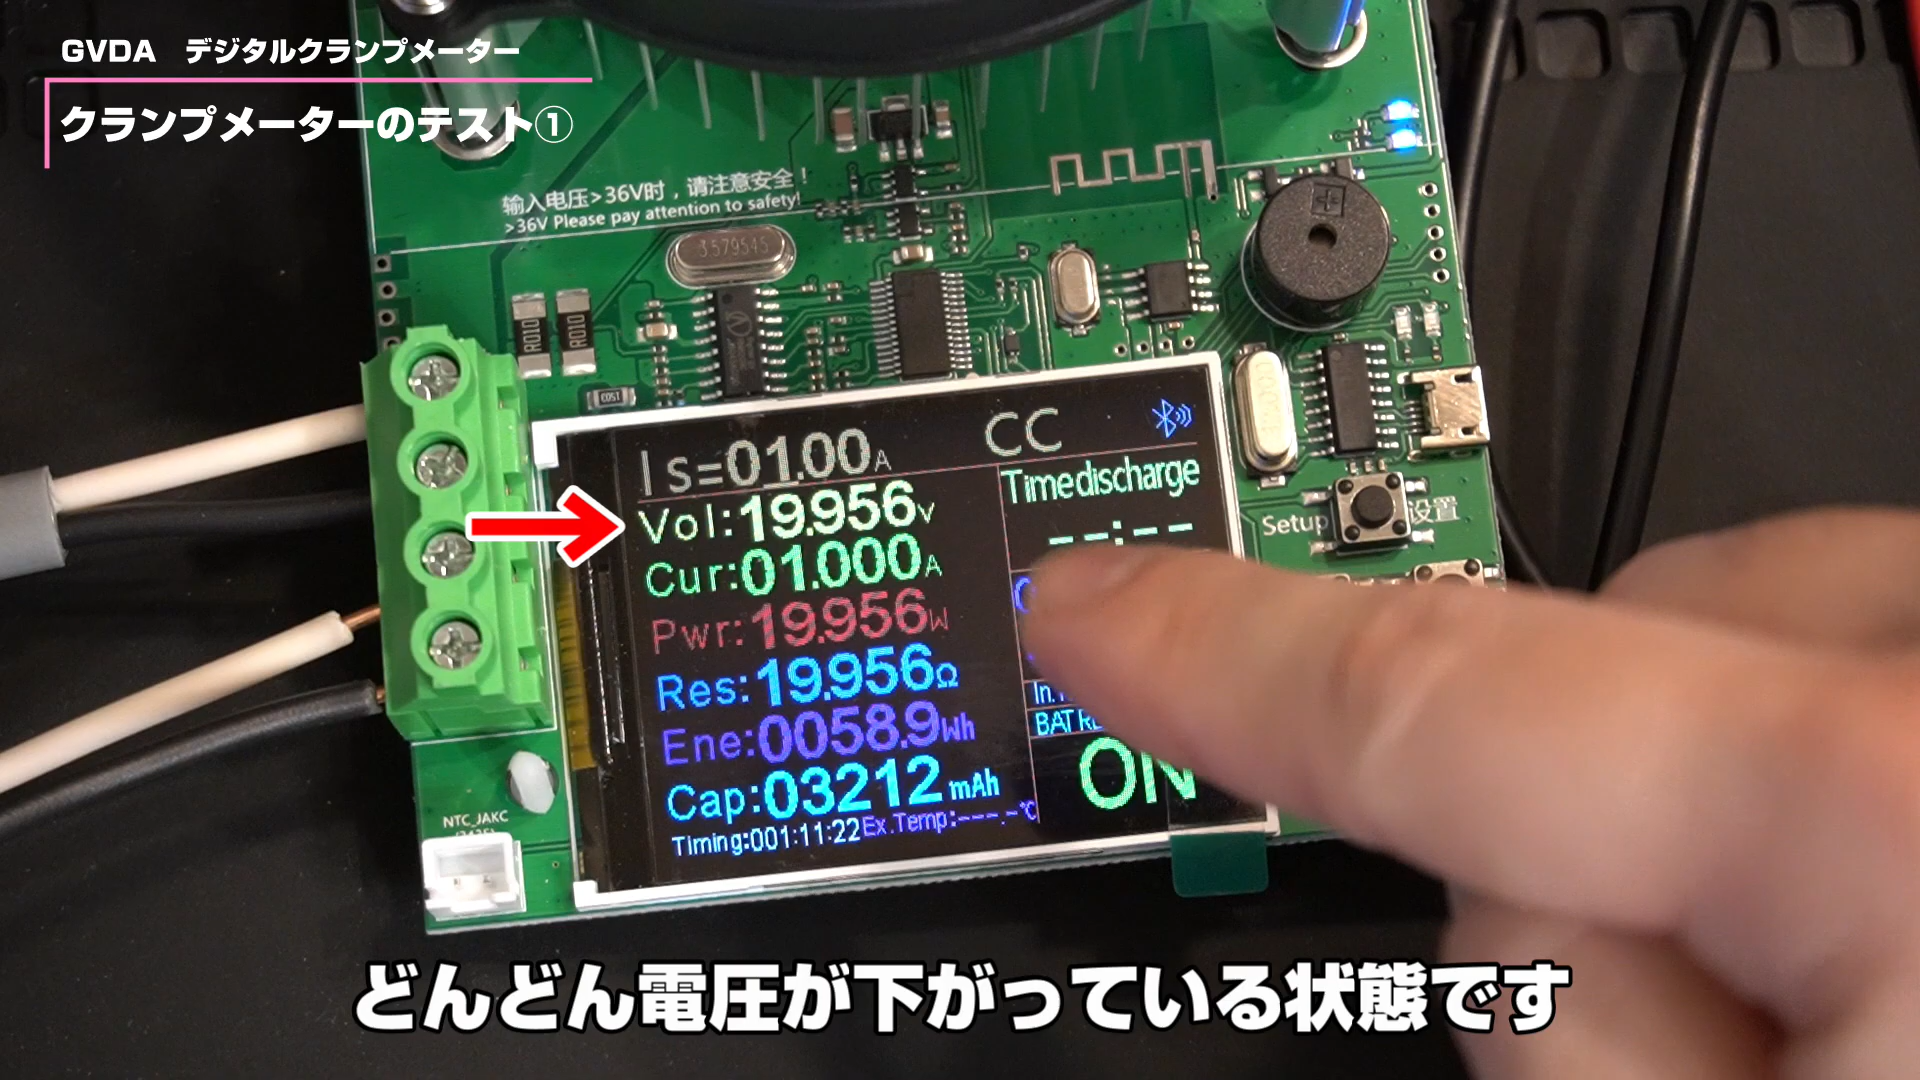 GVDA デジタルクランプメーター
クランプメーターのテスト①
输入电压>36V时，请注意安全！
>36V Please pay attention to safety!
3.579545
R010
R010
Is=01.00A
CC
Vol:19.956V
Cur:01.000A
Pwr:19.956W
Res:19.956Ω
Ene:0058.9Wh
Cap:03212mAh
Timing:001:11:22
Ex.Temp:---.-℃
Timedischarge
--:--
ON
Setup
设置
NTC_JAKC
どんどん電圧が下がっている状態です